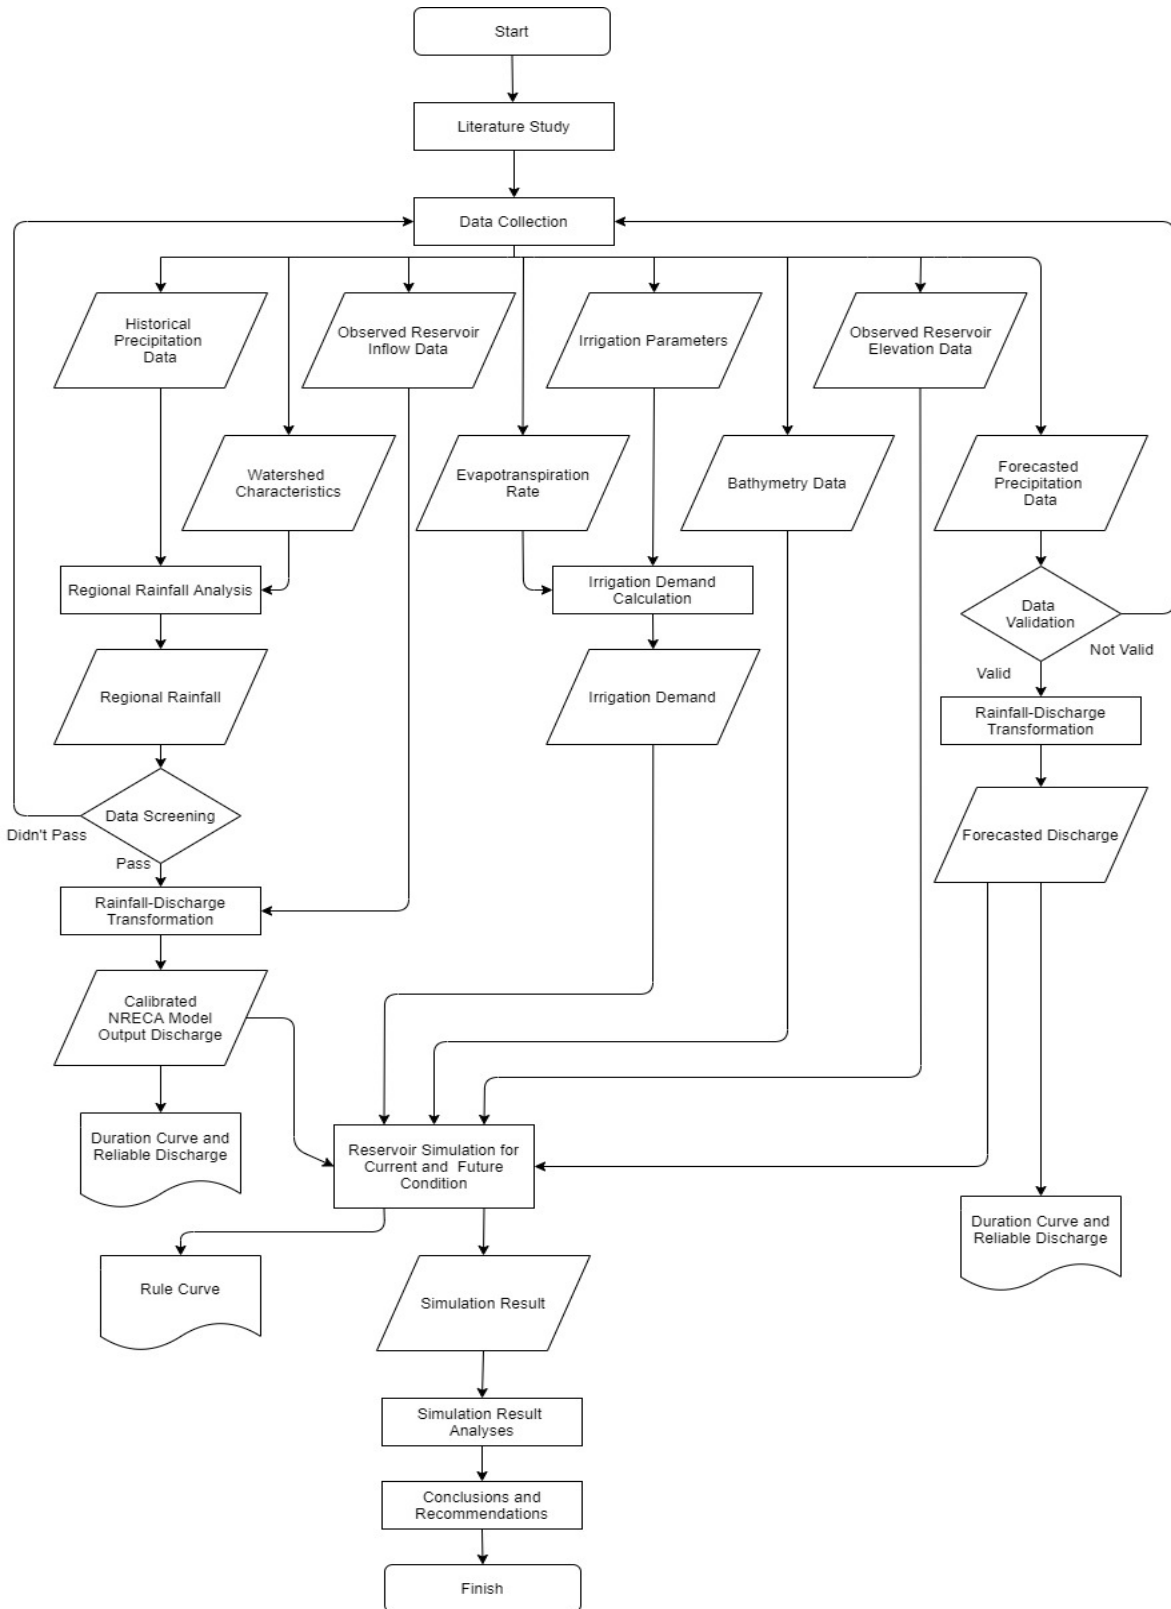 Start
Literature Study
Data Collection
Historical
Precipitation
Data
Observed Reservoir
Inflow Data
Irrigation Parameters
Observed Reservoir
Elevation Data
Watershed
Characteristics
Evapotranspiration
Rate
Bathymetry Data
Forecasted
Precipitation
Data
Regional Rainfall Analysis
Irrigation Demand
Calculation
Data
Validation
Not Valid
Valid
Regional Rainfall
Irrigation Demand
Rainfall-Discharge
Transformation
Data Screening
Didn't Pass
Pass
Forecasted Discharge
Rainfall-Discharge
Transformation
Calibrated
NRECA Model
Output Discharge
Duration Curve and
Reliable Discharge
Reservoir Simulation for
Current and  Future
Condition
Duration Curve and
Reliable Discharge
Rule Curve
Simulation Result
Simulation Result
Analyses
Conclusions and
Recommendations
Finish